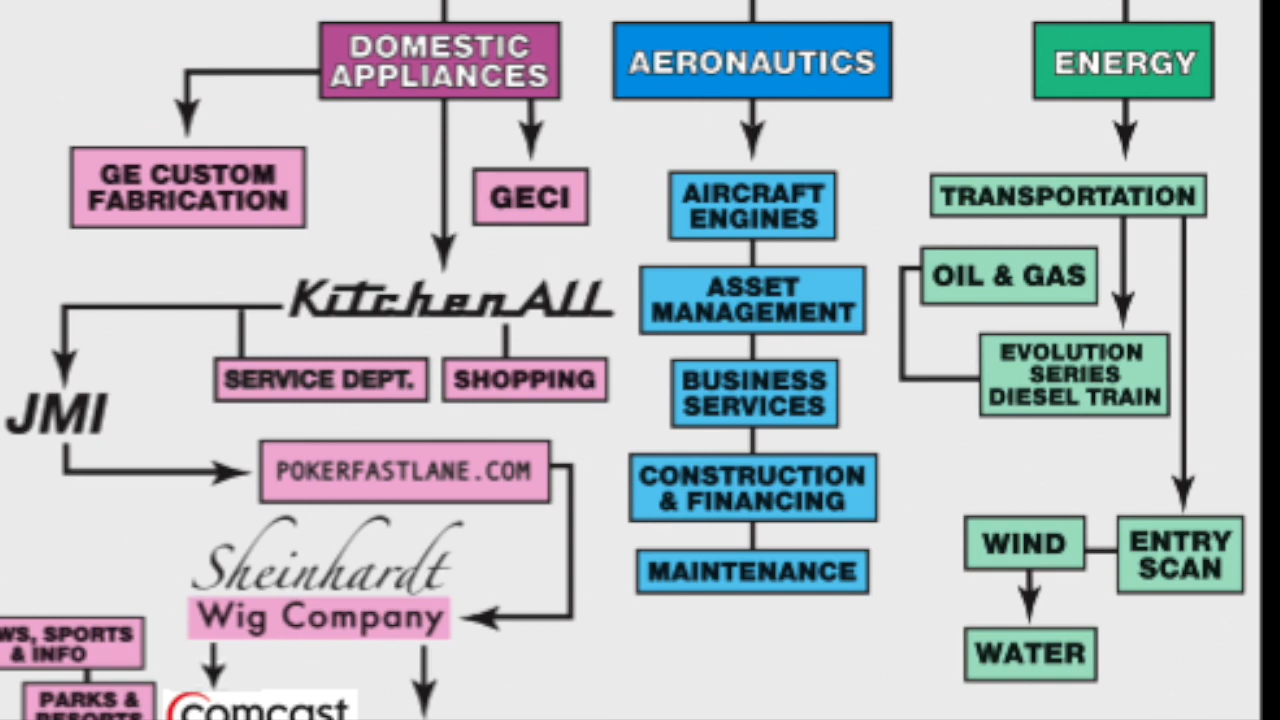 DOMESTIC
APPLIANCES
AERONAUTICS
ENERGY
GE CUSTOM
FABRICATION
GECI
AIRCRAFT
ENGINES
TRANSPORTATION
OIL & GAS
KitchenAll
ASSET
MANAGEMENT
EVOLUTION
SERIES
DIESEL TRAIN
SERVICE DEPT.
SHOPPING
BUSINESS
SERVICES
JMI
POKERFASTLANE.COM
CONSTRUCTION
& FINANCING
WIND
ENTRY
SCAN
Sheinhardt
Wig Company
MAINTENANCE
WS, SPORTS
& INFO
WATER
PARKS &
RESORTS
comcast